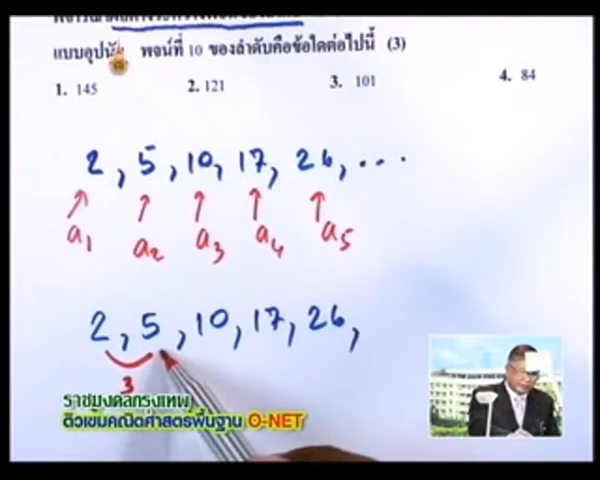 แบบอุปนัย พจน์ที่ 10 ของลำดับคือข้อใดต่อไปนี้ (3)
1. 145 2. 121 3. 101 4. 84
2, 5, 10, 17, 26, ...
a1 a2 a3 a4 a5
2, 5, 10, 17, 26,
3
ราชมงคลกรุงเทพ
ติวเข้มคณิตศาสตร์พื้นฐาน O-NET